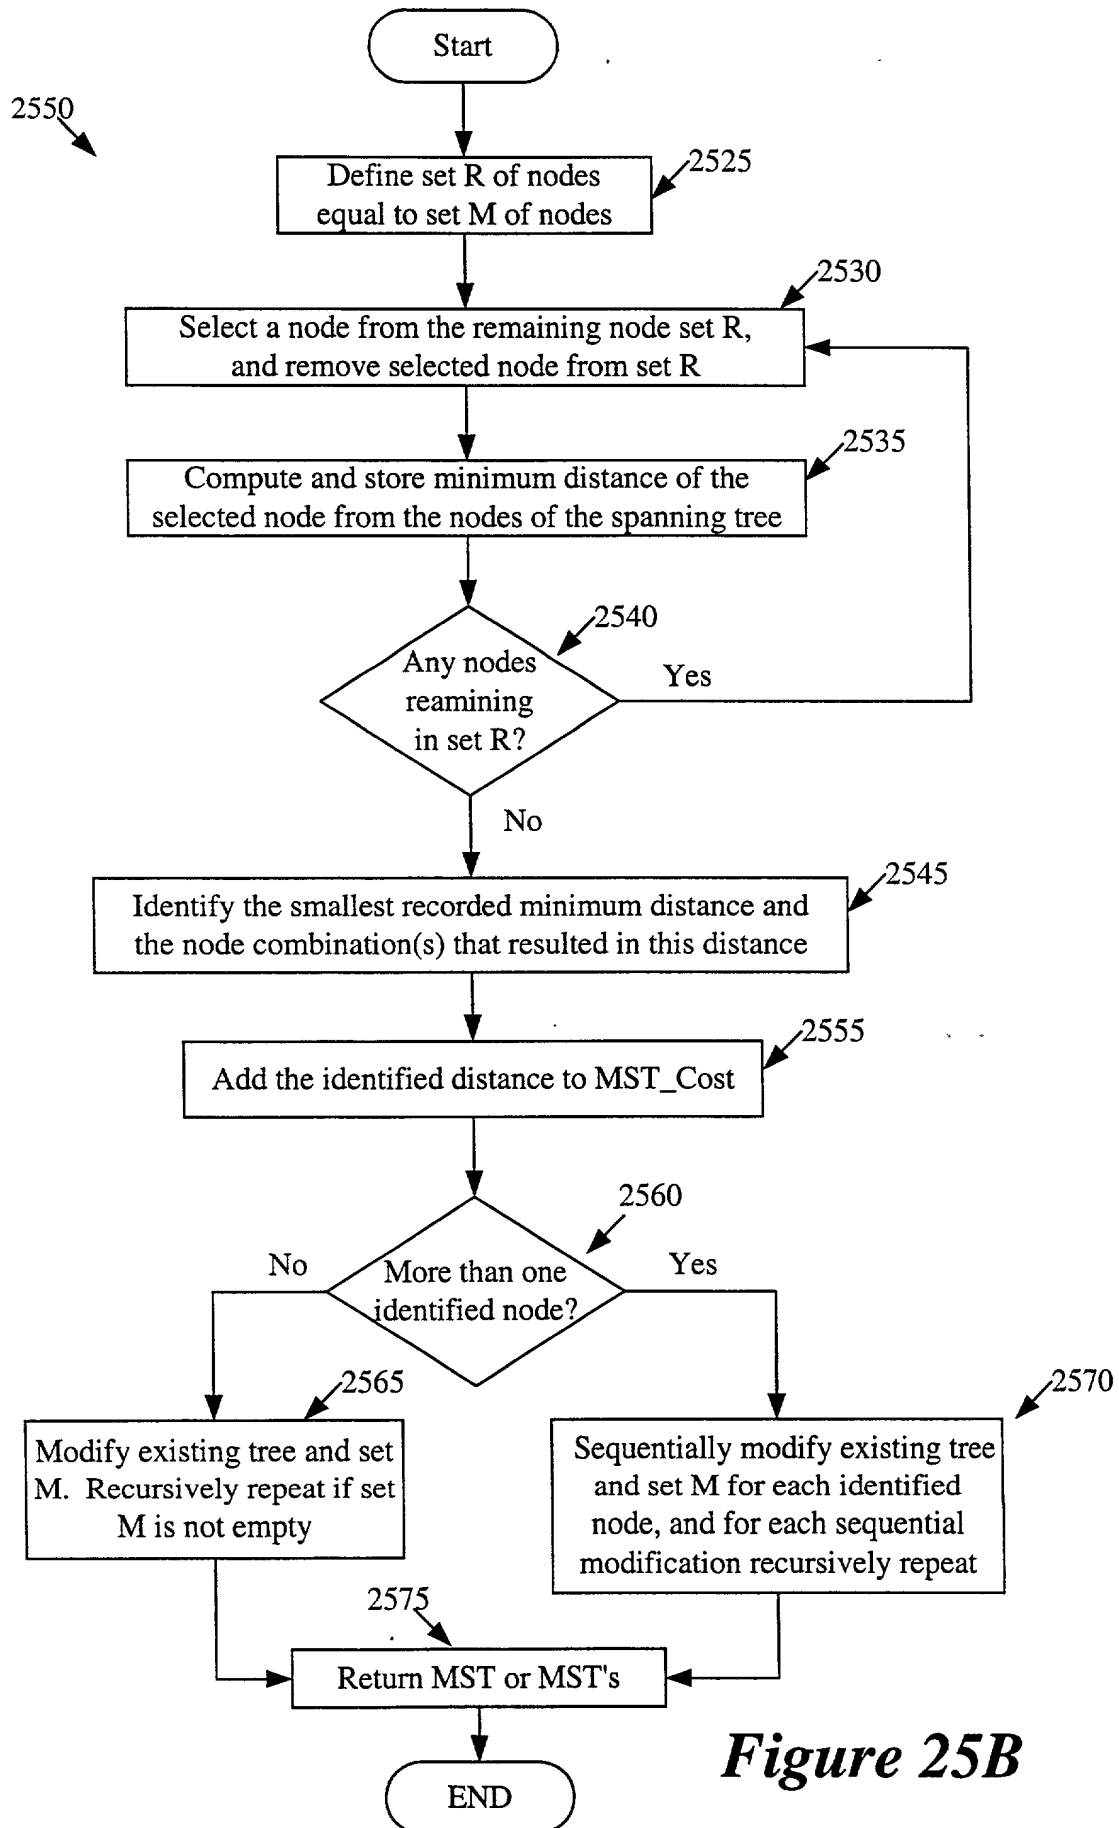 Start
2550
2525
Define set R of nodes
equal to set M of nodes
2530
Select a node from the remaining node set R,
and remove selected node from set R
2535
Compute and store minimum distance of the
selected node from the nodes of the spanning tree
2540
Any nodes
reamining
in set R?
Yes
No
2545
Identify the smallest recorded minimum distance and
the node combination(s) that resulted in this distance
2555
Add the identified distance to MST_Cost
2560
No
Yes
More than one
identified node?
2565
2570
Modify existing tree and set
M. Recursively repeat if set
M is not empty
Sequentially modify existing tree
and set M for each identified
node, and for each sequential
modification recursively repeat
2575
Return MST or MST's
END
Figure 25B